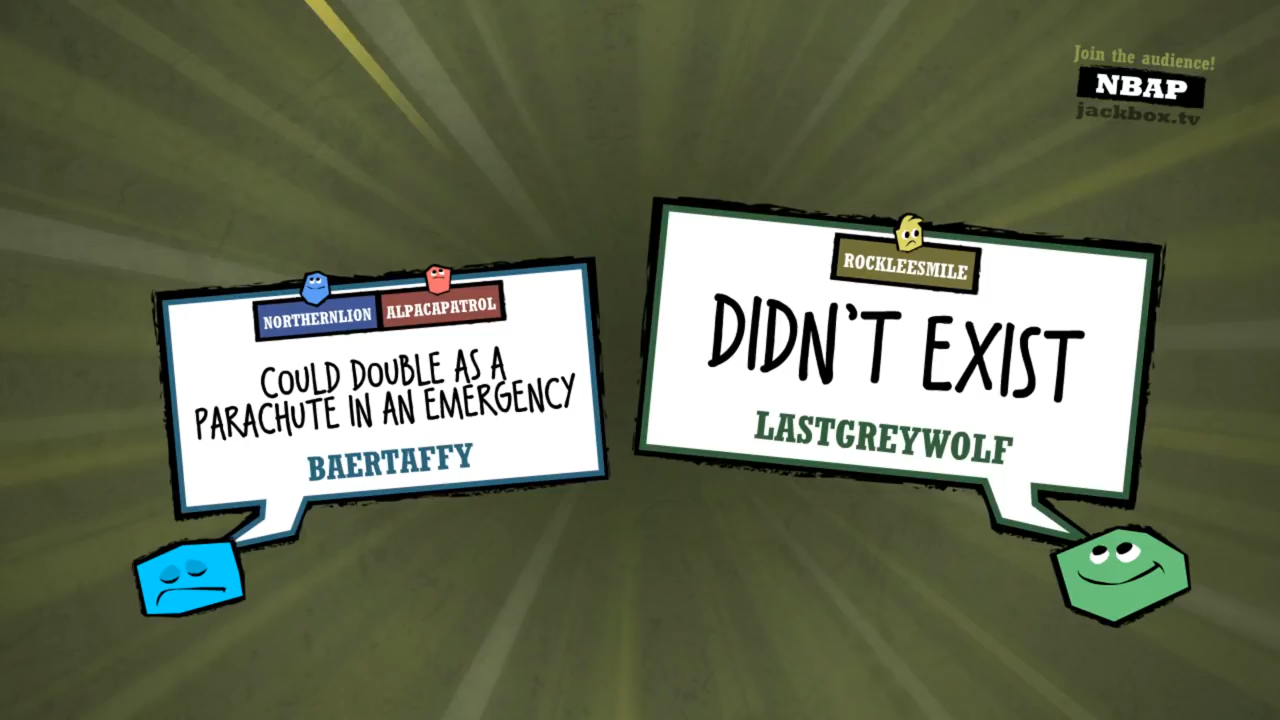 Join the audience!
NBAP
jackbox.tv
NORTHERNLION
ALPACAPATROL
COULD DOUBLE AS A
PARACHUTE IN AN EMERGENCY
BAERTAFFY
ROCKLEESMILE
DIDN'T EXIST
LASTGREYWOLF